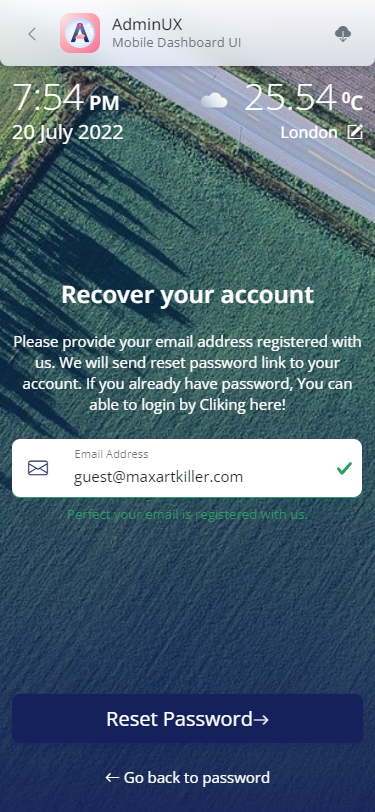 AdminUX
Mobile Dashboard UI
7:54 PM
25.54 ⁰C
20 July 2022
London
Recover your account
Please provide your email address registered with
us. We will send reset password link to your
account. If you already have password, You can
able to login by Cliking here!
Email Address
guest@maxartkiller.com
Perfect your email is registered with us.
Reset Password→
← Go back to password